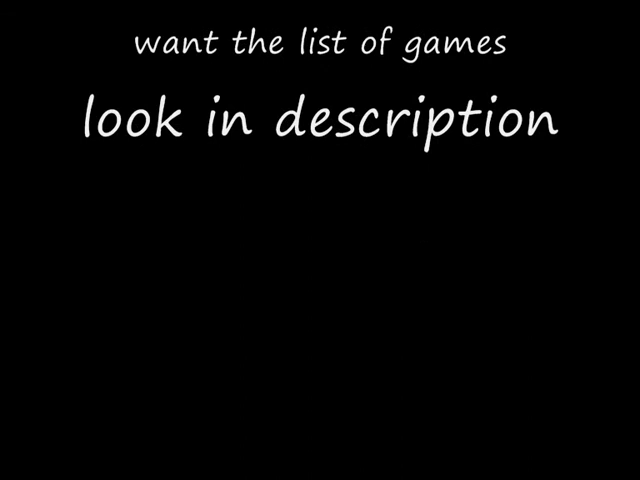 want the list of games
look in description